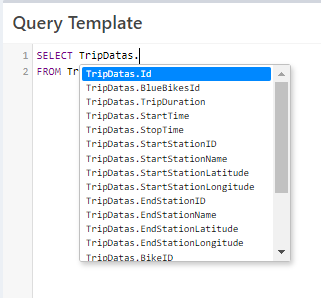 Query Template
1 SELECT TripDatas.
2 FROM Tr
TripDatas.Id
TripDatas.BlueBikesId
TripDatas.TripDuration
TripDatas.StartTime
TripDatas.StopTime
TripDatas.StartStationID
TripDatas.StartStationName
TripDatas.StartStationLatitude
TripDatas.StartStationLongitude
TripDatas.EndStationID
TripDatas.EndStationName
TripDatas.EndStationLatitude
TripDatas.EndStationLongitude
TripDatas.BikeID